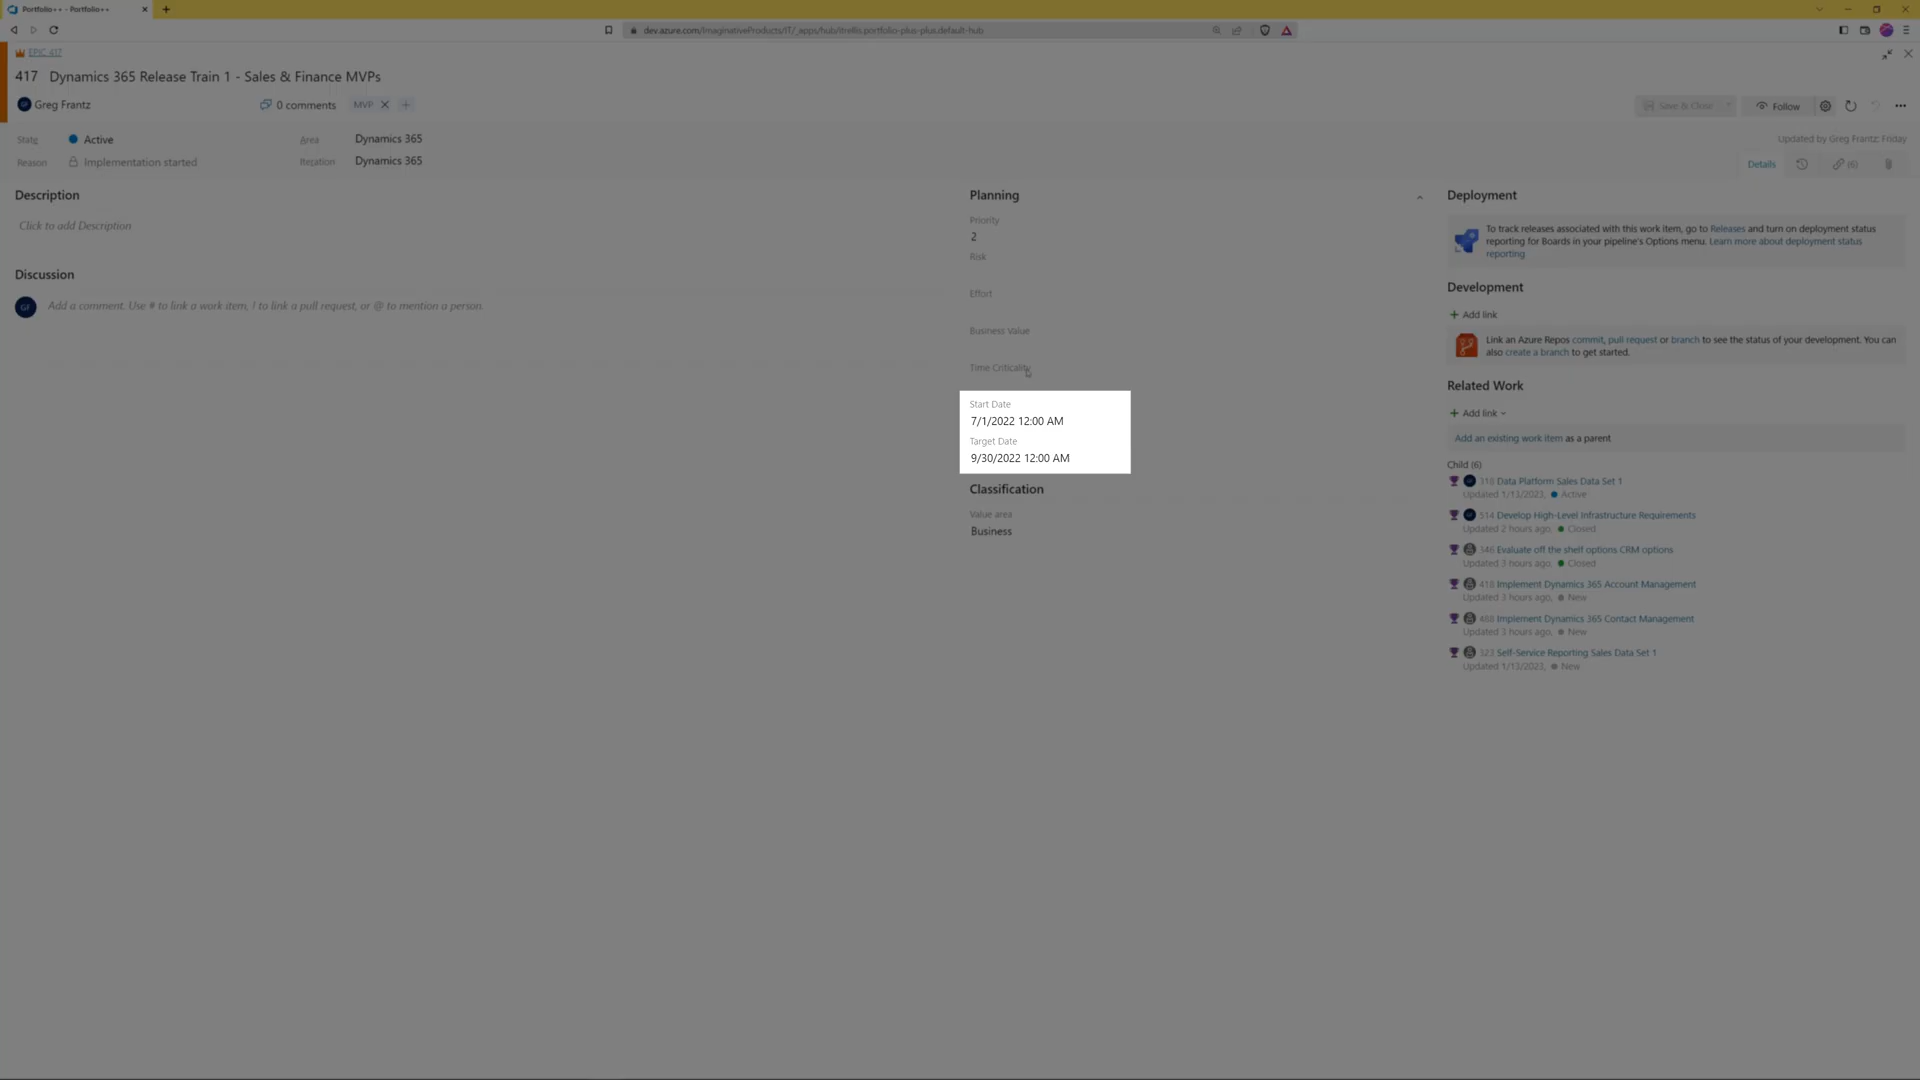 Portfolio++ - Portfolio++
dev.azure.com/ImaginativeProducts/IT/_apps/hub/itrellis.portfolio-plus-plus.default-hub
EPIC 417
417 Dynamics 365 Release Train 1 - Sales & Finance MVPs
GF Greg Frantz
0 comments
MVP
Save & Close
Follow
State
Active
Area
Dynamics 365
Updated by Greg Frantz: Friday
Reason
Implementation started
Iteration
Dynamics 365
Details
(6)
Description
Click to add Description
Discussion
GF
Add a comment. Use # to link a work item, ! to link a pull request, or @ to mention a person.
Planning
Priority
2
Risk
Effort
Business Value
Time Criticality
Start Date
7/1/2022 12:00 AM
Target Date
9/30/2022 12:00 AM
Classification
Value area
Business
Deployment
To track releases associated with this work item, go to Releases and turn on deployment status
reporting for Boards in your pipeline's Options menu. Learn more about deployment status
reporting
Development
Add link
Link an Azure Repos commit, pull request or branch to see the status of your development. You can
also create a branch to get started.
Related Work
Add link
Add an existing work item as a parent
Child (6)
318 Data Platform Sales Data Set 1
Updated 1/13/2023, Active
514 Develop High-Level Infrastructure Requirements
Updated 2 hours ago, Closed
346 Evaluate off the shelf options CRM options
Updated 3 hours ago, Closed
418 Implement Dynamics 365 Account Management
Updated 3 hours ago, New
488 Implement Dynamics 365 Contact Management
Updated 3 hours ago, New
323 Self-Service Reporting Sales Data Set 1
Updated 1/13/2023, New